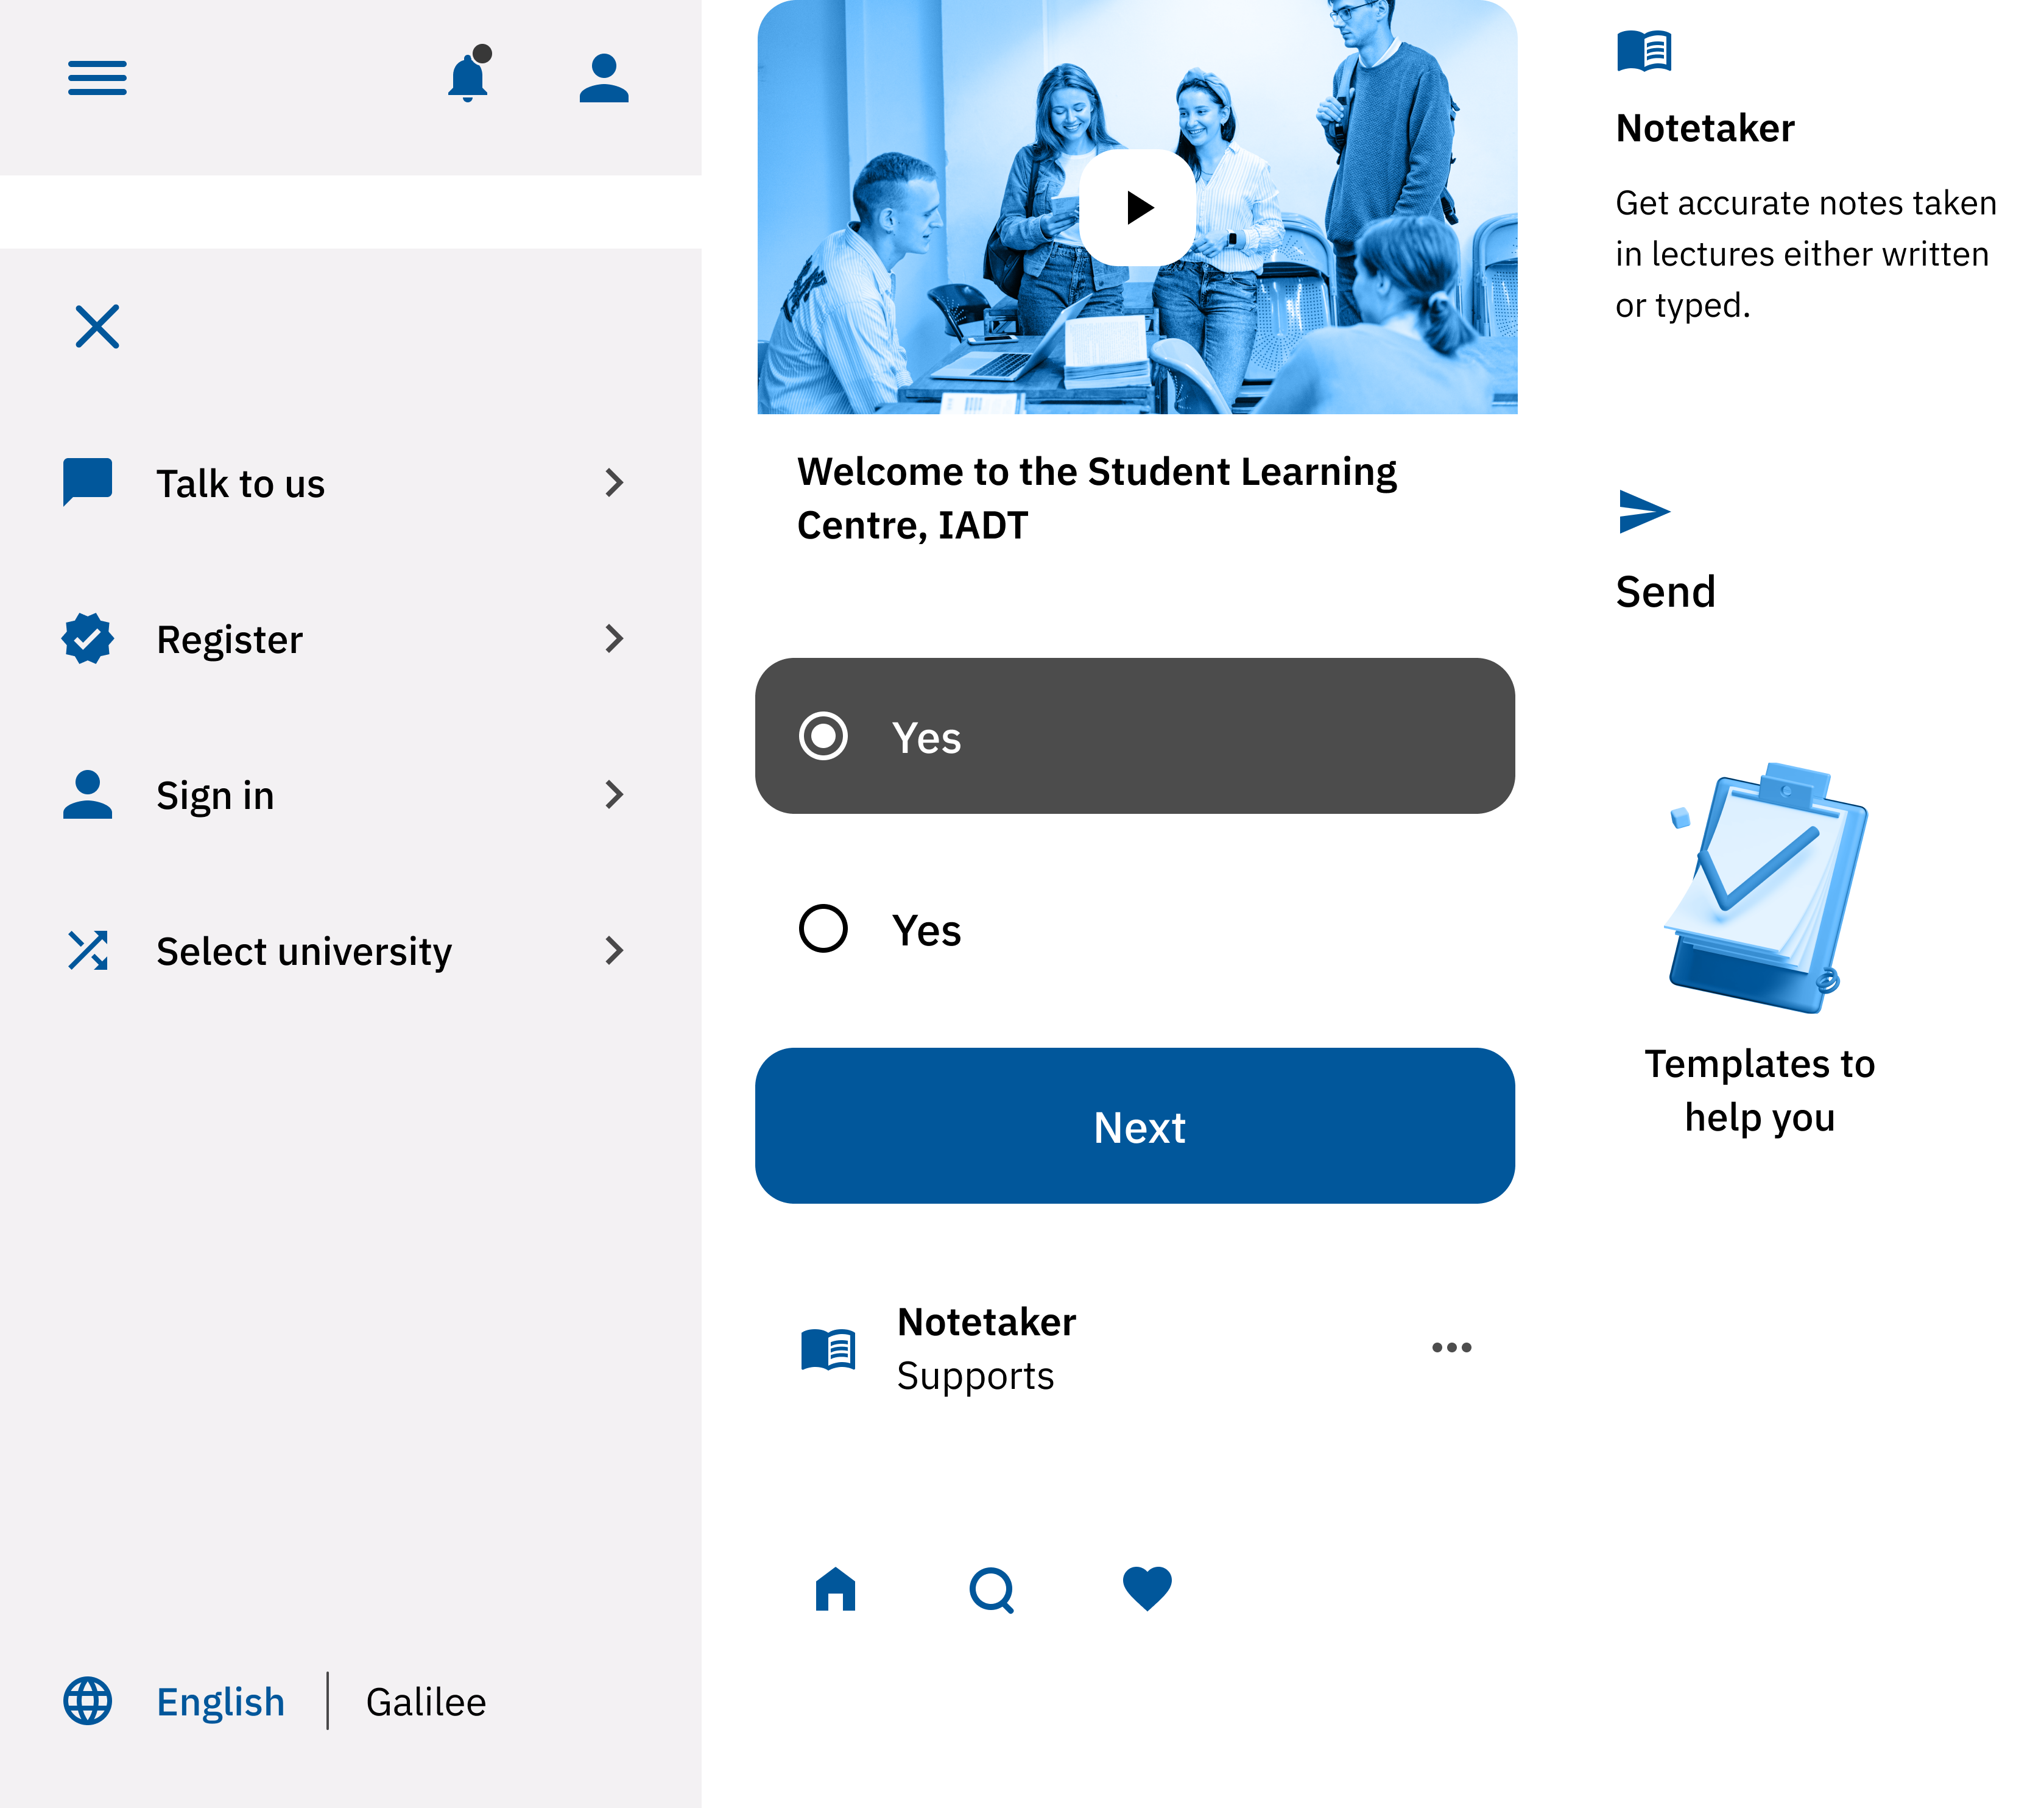 Talk to us
Register
Sign in
Select university
English
Galilee
Welcome to the Student Learning
Centre, IADT
Yes
Yes
Next
Notetaker
Supports
Notetaker
Get accurate notes taken
in lectures either written
or typed.
Send
Templates to
help you